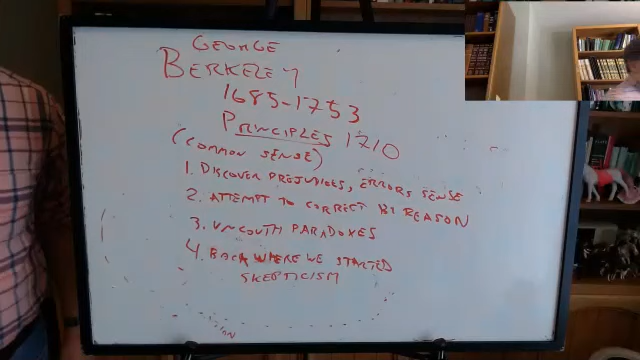 GEORGE
BERKELEY
1685-1753
PRINCIPLES 1710
(COMMON SENSE)
1. DISCOVER PREJUDICES, ERRORS SENSE
2. ATTEMPT TO CORRECT BY REASON
3. UNCOUTH PARADOXES
4. BACK WHERE WE STARTED
SKEPTICISM